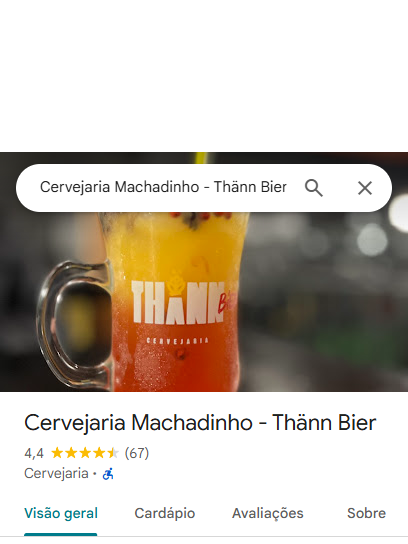 Cervejaria Machadinho - Thänn Bier
THÄNN
CERVEJARIA
Cervejaria Machadinho - Thänn Bier
4,4 (67)
Cervejaria ·
Visão geral Cardápio Avaliações Sobre